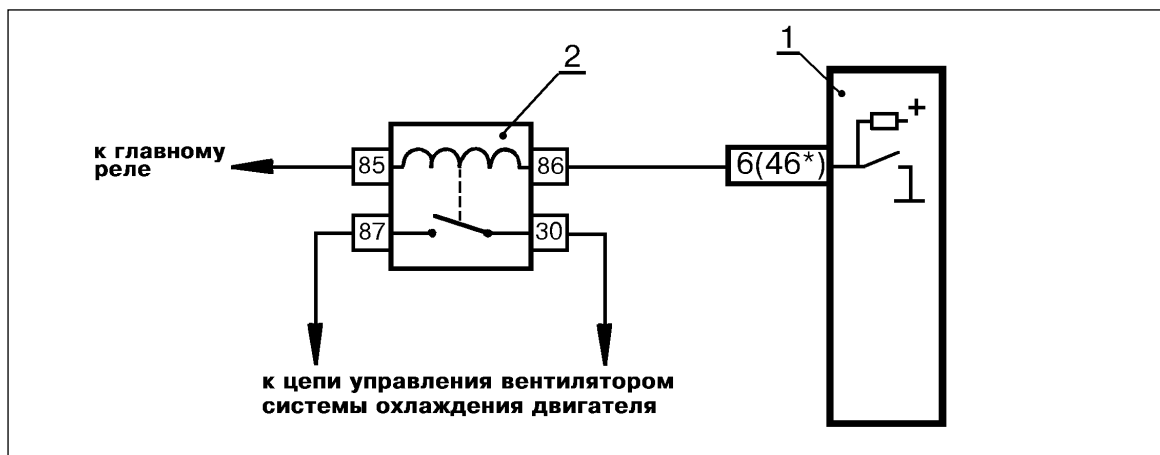 1
2
+
к главному
реле
85
86
6(46*)
87
30
к цепи управления вентилятором
системы охлаждения двигателя